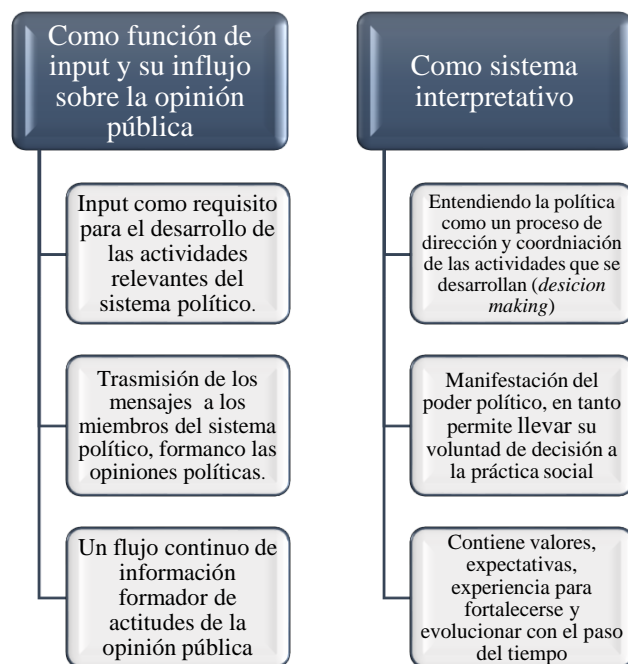 Como función de
input y su influjo
sobre la opinión
pública
Input como requisito
para el desarrollo de
las actividades
relevantes del
sistema político.
Trasmisión de los
mensajes a los
miembros del sistema
político, formanco las
opiniones políticas.
Un flujo continuo de
información
formador de
actitudes de la
opinión pública
Como sistema
interpretativo
Entendiendo la política
como un proceso de
dirección y coordniación
de las actividades que se
desarrollan (desicion
making)
Manifestación del
poder político, en tanto
permite llevar su
voluntad de decisión a
la práctica social
Contiene valores,
expectativas,
experiencia para
fortalecerse y
evolucionar con el paso
del tiempo